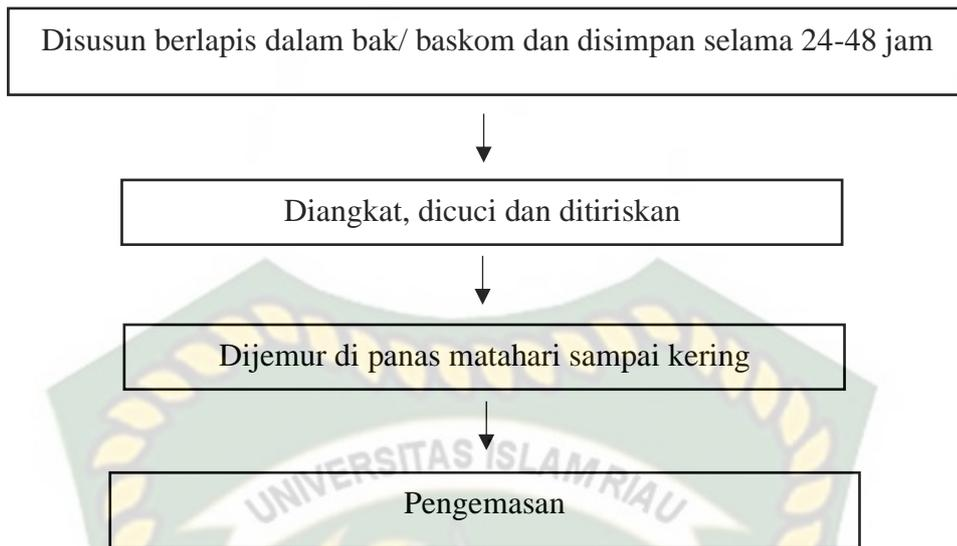 Disusun berlapis dalam bak/ baskom dan disimpan selama 24-48 jam
Diangkat, dicuci dan ditiriskan
Dijemur di panas matahari sampai kering
UNIVERSITAS ISLAM RIAU
Pengemasan